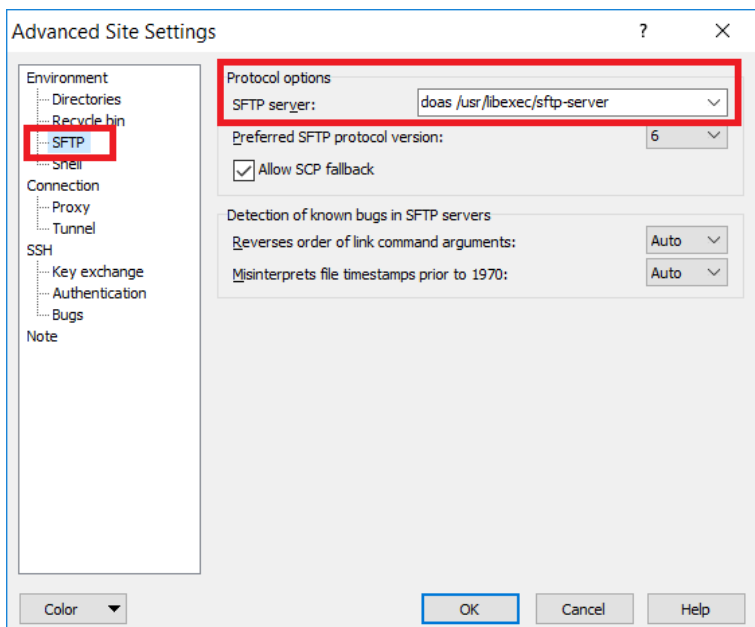 Advanced Site Settings
?
Environment
Directories
Recycle bin
SFTP
Shell
Connection
Proxy
Tunnel
SSH
Key exchange
Authentication
Bugs
Note
Protocol options
SFTP server: doas /usr/libexec/sftp-server
Preferred SFTP protocol version: 6
Allow SCP fallback
Detection of known bugs in SFTP servers
Reverses order of link command arguments: Auto
Misinterprets file timestamps prior to 1970: Auto
Color
OK
Cancel
Help